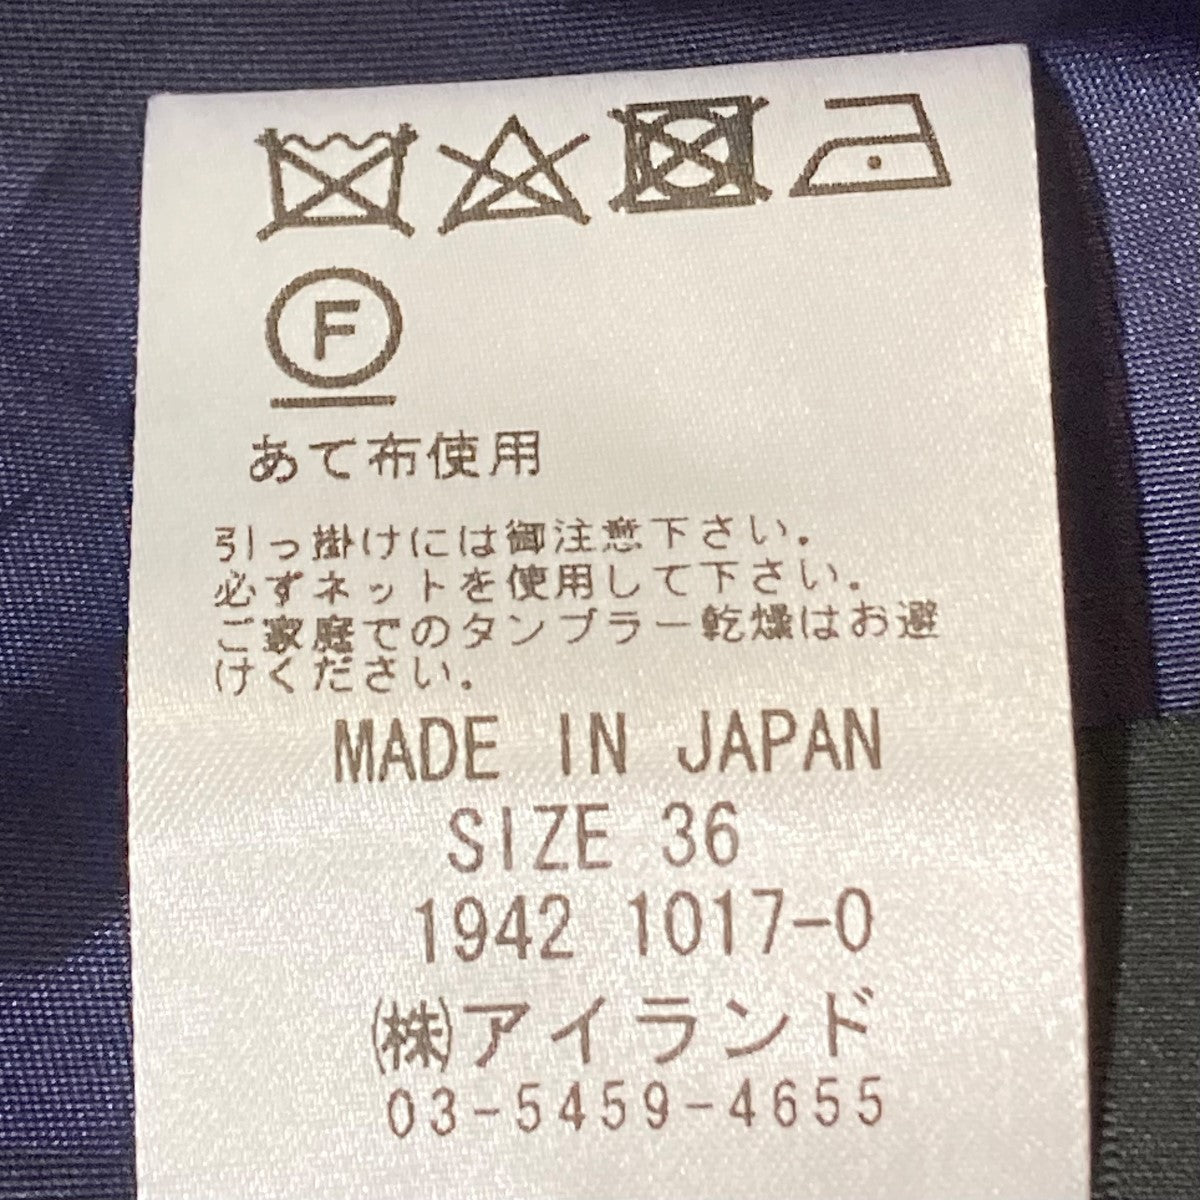 F
あて布使用
引っ掛けには御注意下さい.
必ずネットを使用して下さい.
ご家庭でのタンブラー乾燥はお避
けください.
MADE IN JAPAN
SIZE 36
1942 1017-0
㈱アイランド
03-5459-4655